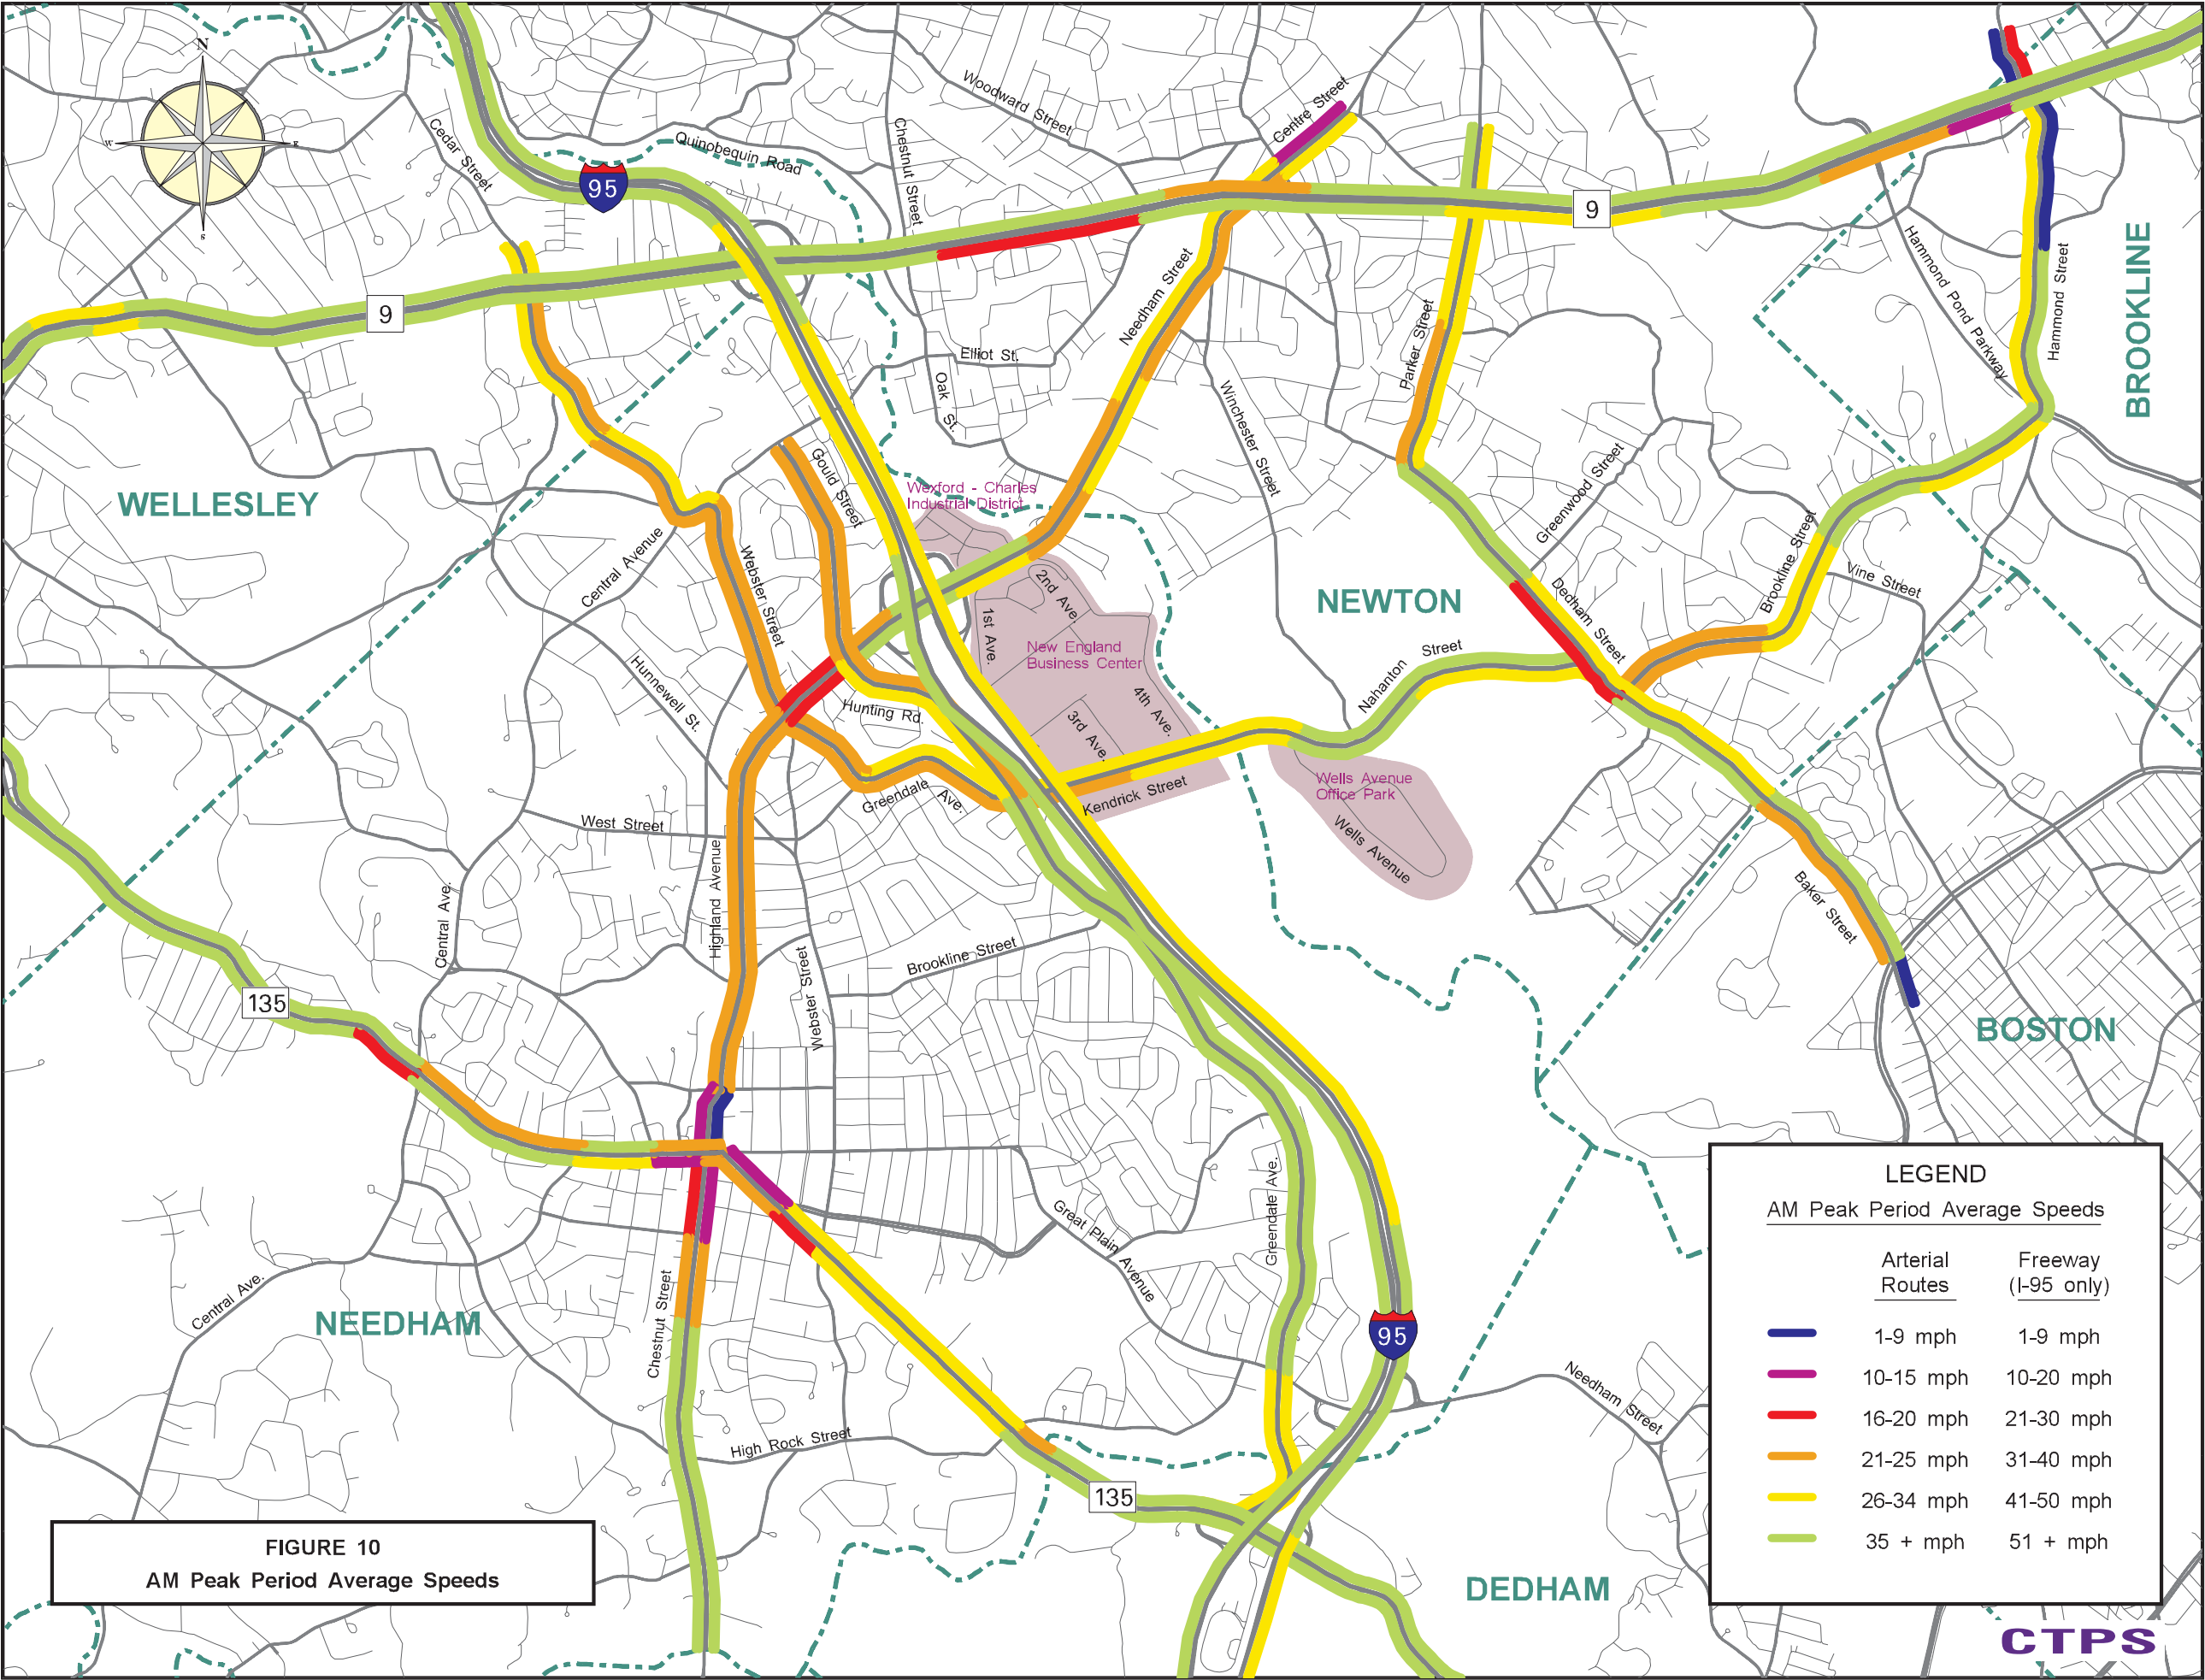 N
W
E
S
Woodward Street
Centre Street
Cedar Street
Quinobequin Road
Chestnut Street
95
9
9
Needham Street
Hammond Pond Parkway
Hammond Street
BROOKLINE
Elliot St.
Oak St.
Parker Street
Winchester Street
Gould Street
WELLESLEY
Wexford - Charles
Industrial District
Greenwood Street
Brookline Street
Vine Street
Central Avenue
Webster Street
2nd Ave
1st Ave.
NEWTON
Dedham Street
New England
Business Center
Nahanton Street
Hunnewell St.
Hunting Rd.
4th Ave.
3rd Ave.
Greendale Ave.
Kendrick Street
Wells Avenue
Office Park
Wells Avenue
West Street
Highland Avenue
Central Ave.
Baker Street
Brookline Street
Webster Street
135
BOSTON
Greendale Ave.
Great Plain Avenue
Central Ave.
NEEDHAM
Chestnut Street
95
Needham Street
High Rock Street
135
DEDHAM
LEGEND
AM Peak Period Average Speeds
Arterial Routes
Freeway (I-95 only)
1-9 mph 1-9 mph
10-15 mph 10-20 mph
16-20 mph 21-30 mph
21-25 mph 31-40 mph
26-34 mph 41-50 mph
35 + mph 51 + mph
FIGURE 10
AM Peak Period Average Speeds
CTPS